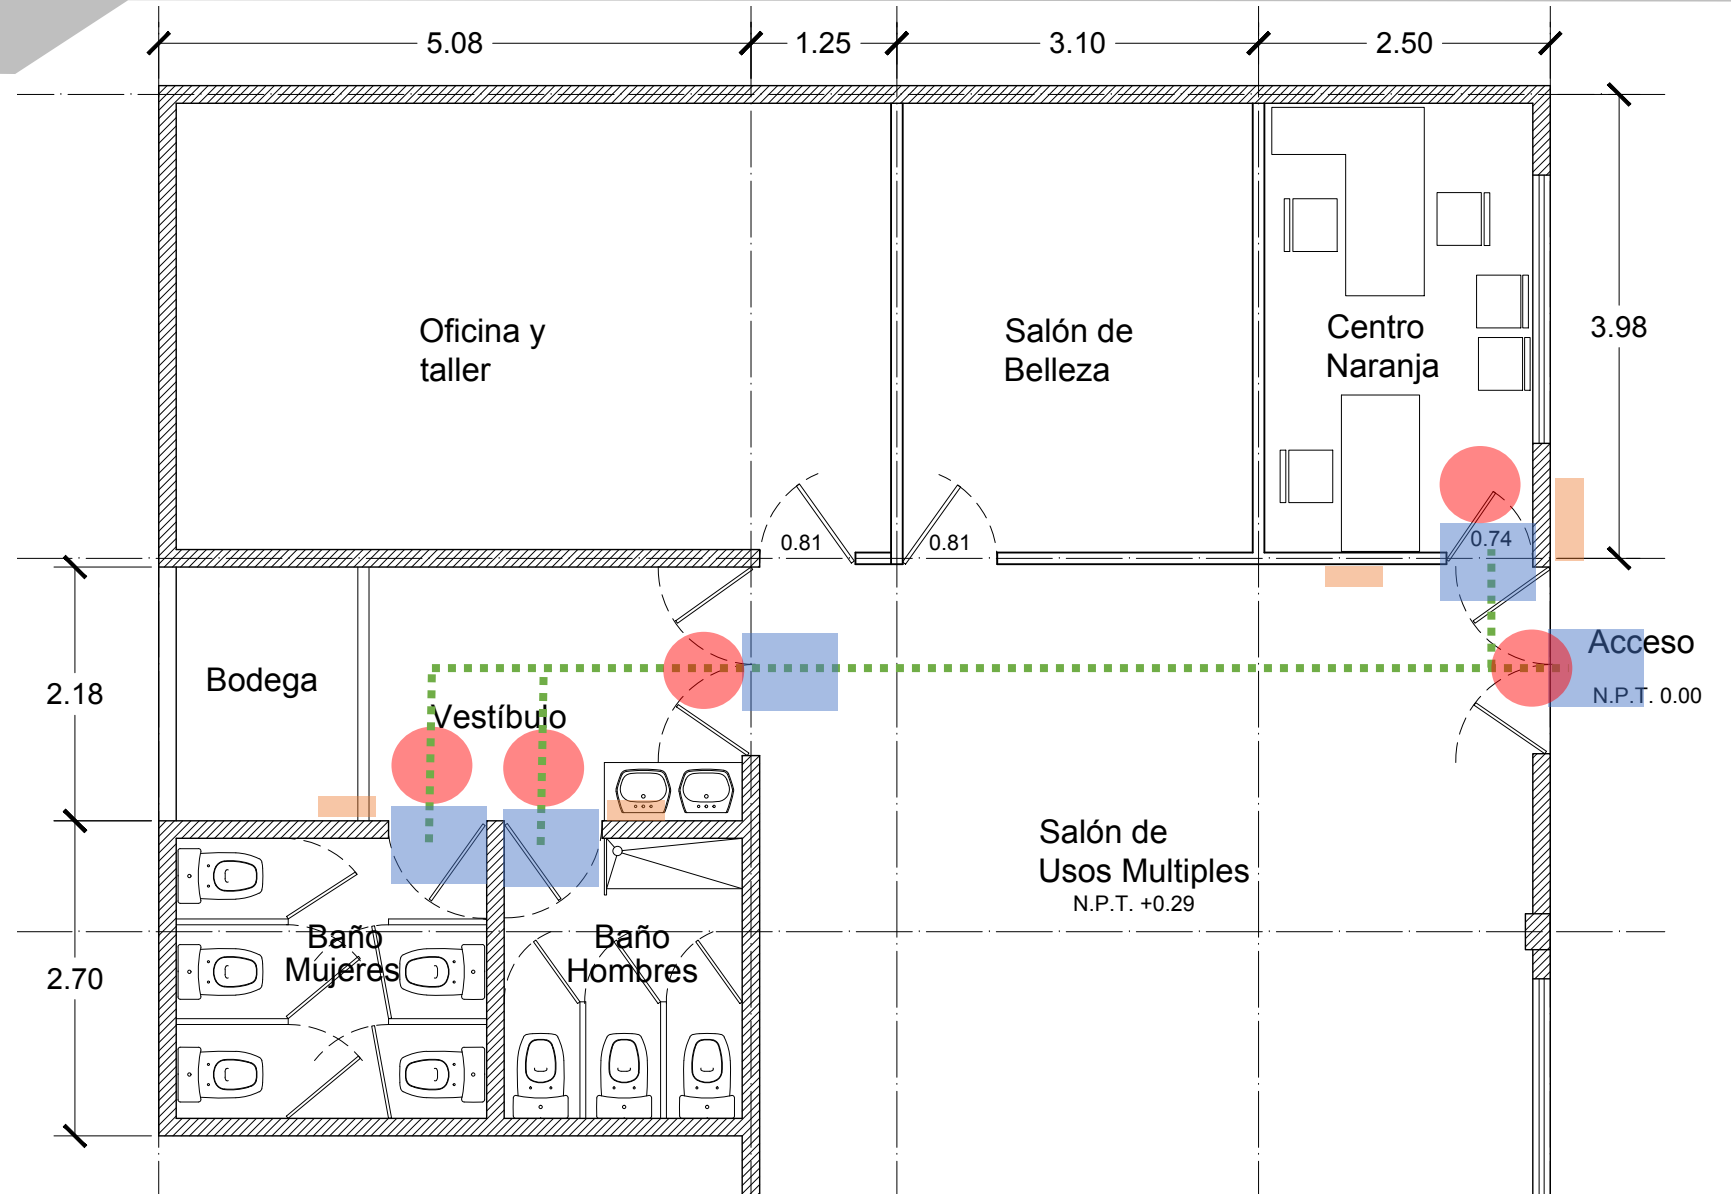 5.08
1.25
3.10
2.50
Oficina y
taller
Salón de
Belleza
Centro
Naranja
3.98
0.81
0.81
0.74
Acceso
N.P.T. 0.00
Bodega
2.18
Vestíbulo
Salón de
Usos Multiples
N.P.T. +0.29
Baño
Mujeres
Baño
Hombres
2.70